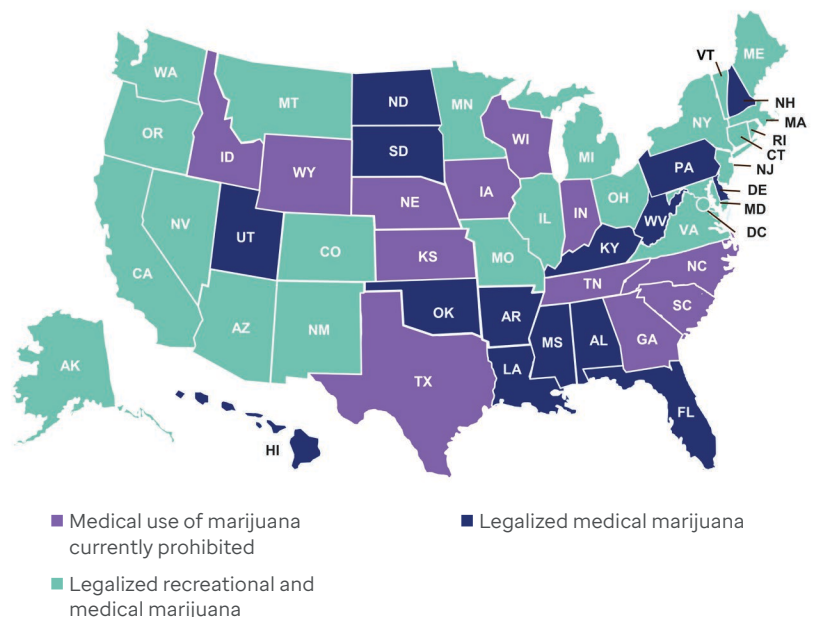 WA
MT
ND
MN
VT
ME
OR
ID
WY
SD
WI
MI
NY
NH
MA
RI
CT
NJ
PA
DE
MD
DC
NV
UT
CO
NE
IA
IL
IN
OH
WV
VA
CA
KS
MO
KY
AZ
NM
OK
AR
TN
NC
SC
TX
LA
MS
AL
GA
FL
AK
HI
Medical use of marijuana
currently prohibited
Legalized recreational and
medical marijuana
Legalized medical marijuana